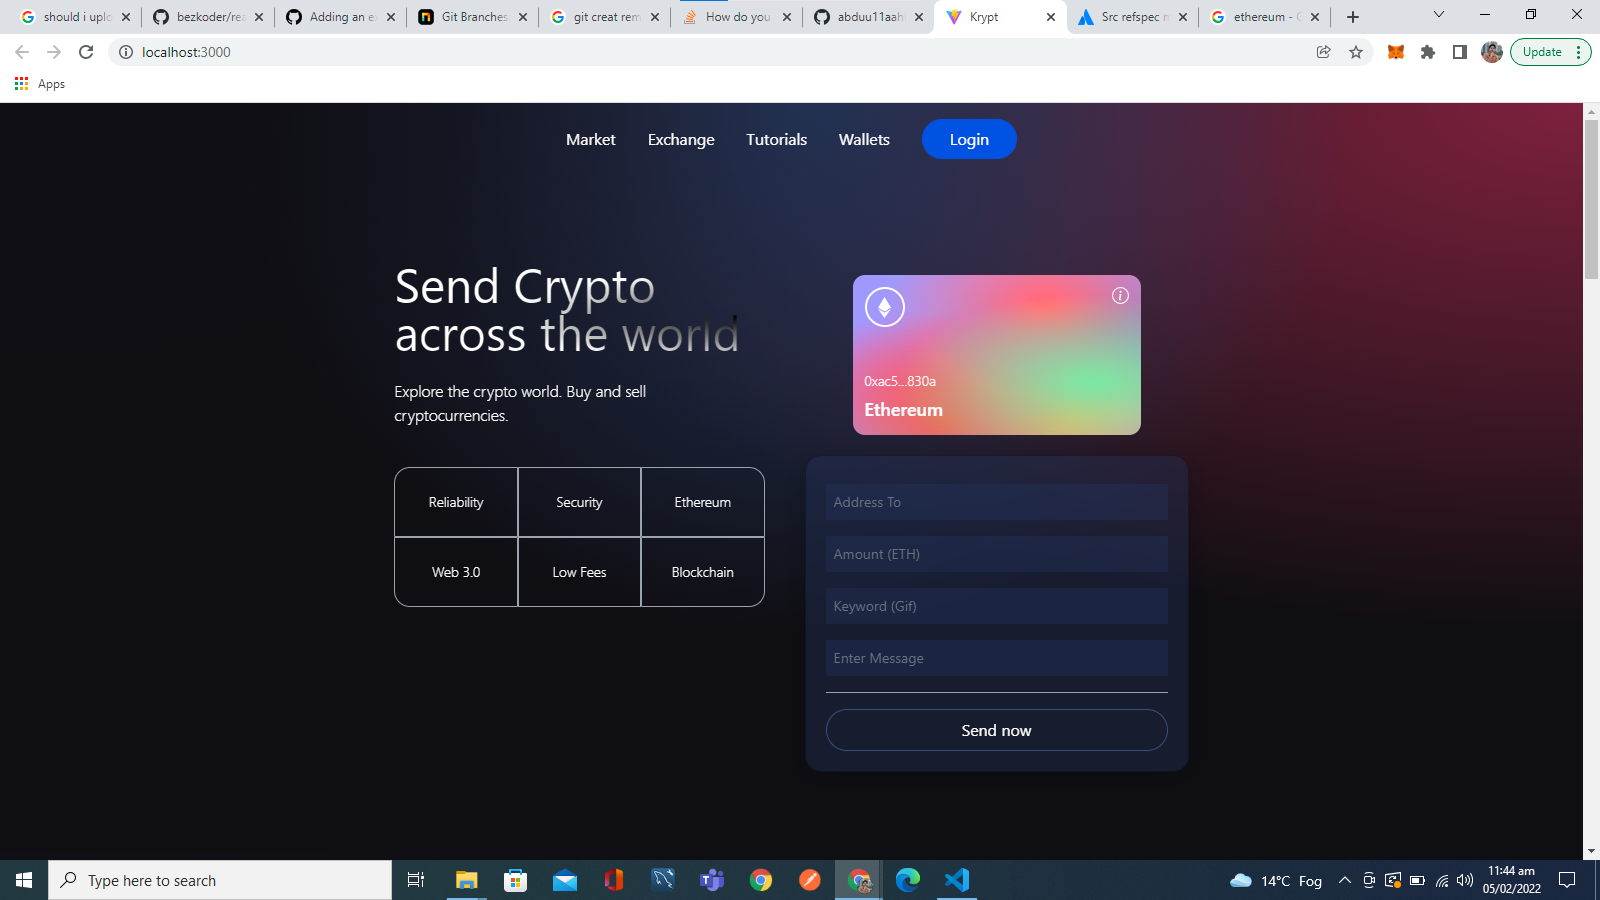 should i uplo
bezkoder/rea
Adding an ex
Git Branches
git creat rem
How do you
abduu11aahi
Krypt
Src refspec m
ethereum - G
localhost:3000
Update
Apps
Market Exchange Tutorials Wallets Login
Send Crypto
across the world
Explore the crypto world. Buy and sell
cryptocurrencies.
Reliability Security Ethereum
Web 3.0 Low Fees Blockchain
0xac5...830a
Ethereum
Address To
Amount (ETH)
Keyword (Gif)
Enter Message
Send now
Type here to search
14°C Fog
11:44 am
05/02/2022